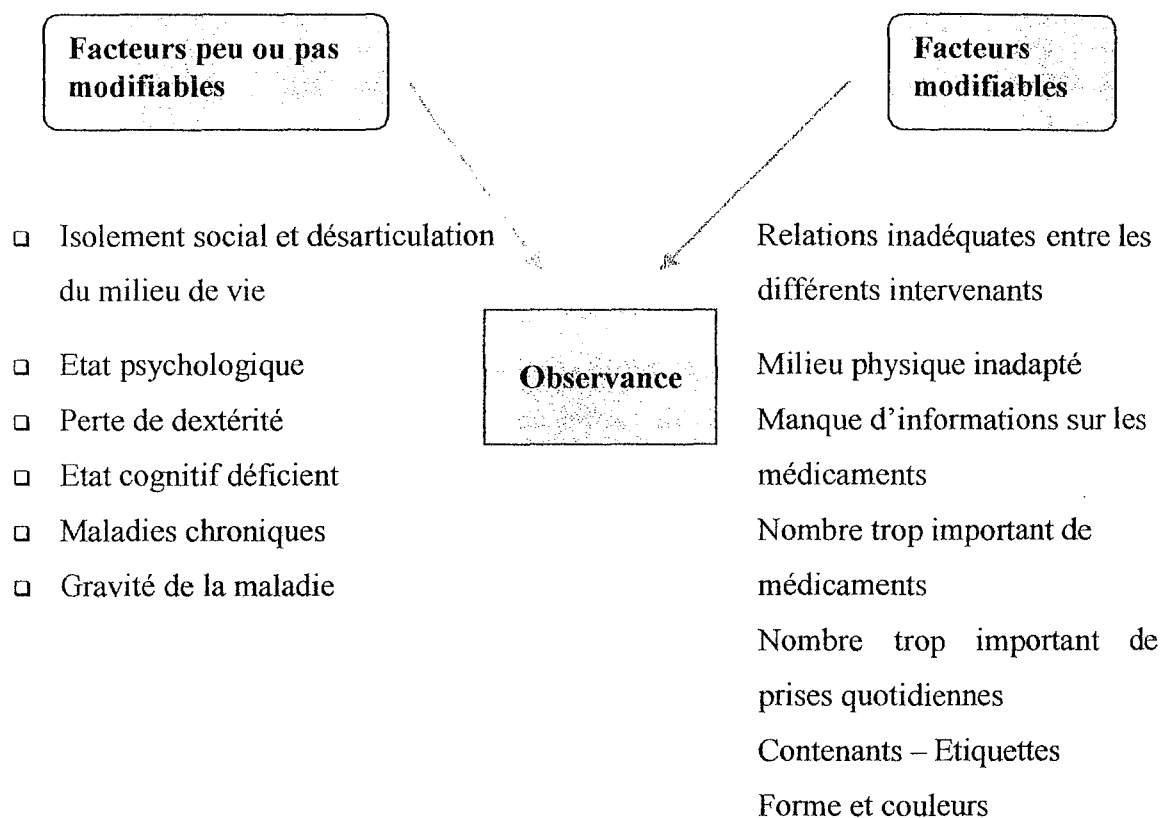 Facteurs peu ou pas
modifiables
Facteurs
modifiables
❑ Isolement social et désarticulation
du milieu de vie
❑ Etat psychologique
❑ Perte de dextérité
❑ Etat cognitif déficient
❑ Maladies chroniques
❑ Gravité de la maladie
Observance
Relations inadéquates entre les
différents intervenants
Milieu physique inadapté
Manque d'informations sur les
médicaments
Nombre trop important de
médicaments
Nombre trop important de
prises quotidiennes
Contenants – Etiquettes
Forme et couleurs